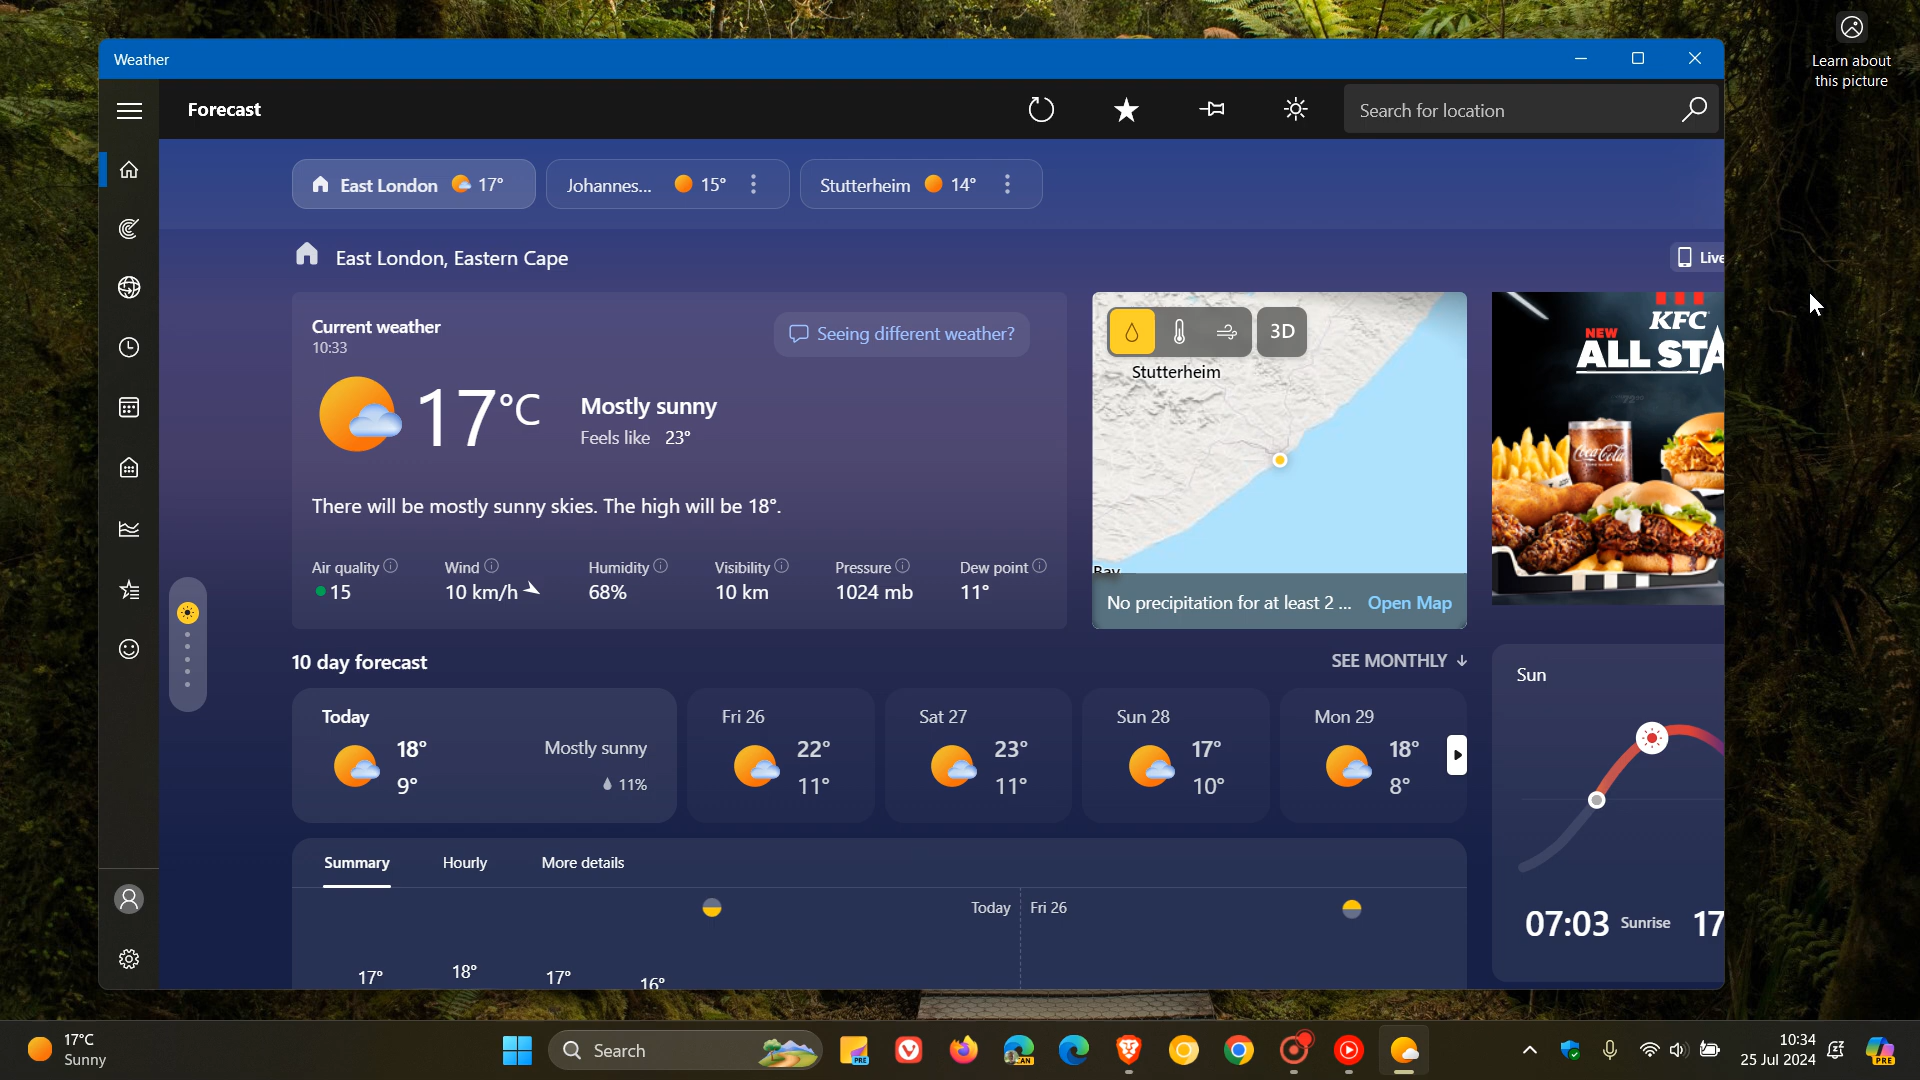 Learn about
this picture
Weather
Forecast
Search for location
East London 17°
Johannes... 15°
Stutterheim 14°
East London, Eastern Cape
Live
Current weather
10:33
Seeing different weather?
17°C
Mostly sunny
Feels like 23°
There will be mostly sunny skies. The high will be 18°.
Air quality Wind Humidity Visibility Pressure Dew point
15 10 km/h 68% 10 km 1024 mb 11°
3D
Stutterheim
Bay
No precipitation for at least 2 ... Open Map
KFC
NEW
ALL STA
Coca-Cola
10 day forecast
SEE MONTHLY
Today
18°
9°
Mostly sunny
11%
Fri 26
22°
11°
Sat 27
23°
11°
Sun 28
17°
10°
Mon 29
18°
8°
Sun
07:03 Sunrise 17
Summary Hourly More details
Today Fri 26
17° 18° 17° 16°
17°C
Sunny
Search
PRE
CAN
10:34
25 Jul 2024
PRE